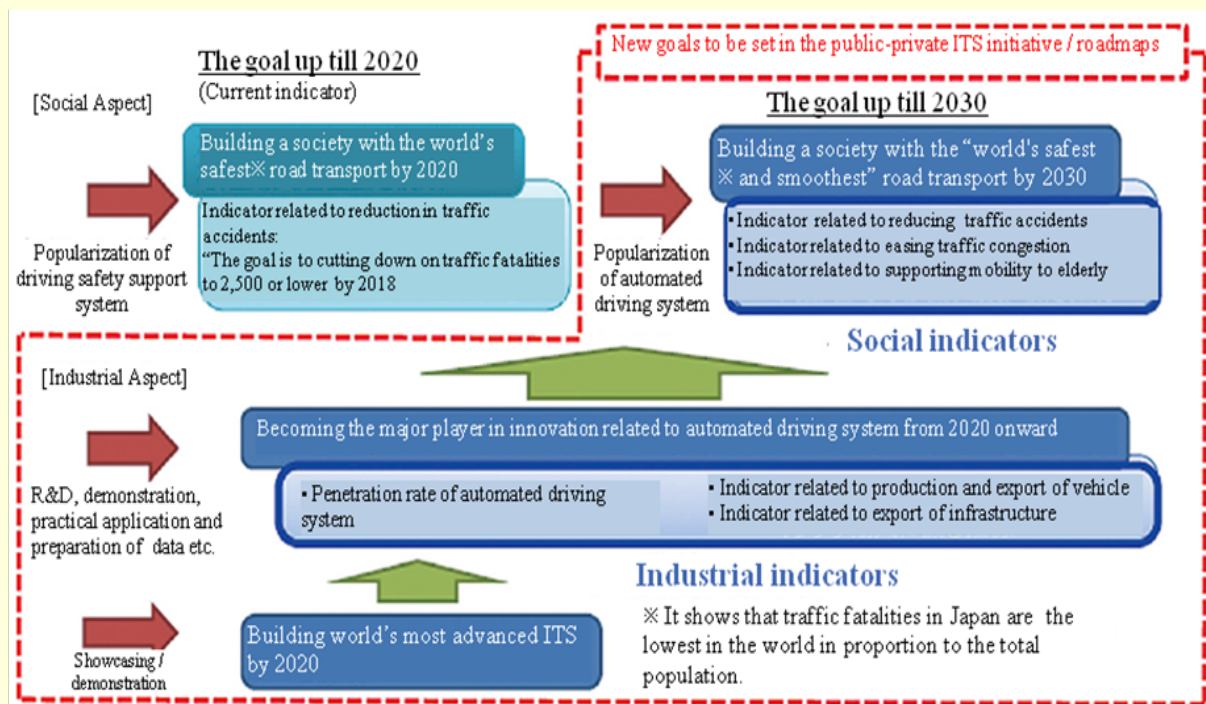 New goals to be set in the public-private ITS initiative / roadmaps
The goal up till 2020
(Current indicator)
[Social Aspect]
The goal up till 2030
Building a society with the world's
safest※ road transport by 2020
Indicator related to reduction in traffic
accidents:
“The goal is to cutting down on traffic fatalities
to 2,500 or lower by 2018
Popularization of
driving safety support
system
Building a society with the “world's safest
※ and smoothest” road transport by 2030
▪ Indicator related to reducing traffic accidents
▪ Indicator related to easing traffic congestion
▪ Indicator related to supporting mobility to elderly
Popularization
of automated
driving system
Social indicators
[Industrial Aspect]
Becoming the major player in innovation related to automated driving system from 2020 onward
▪ Penetration rate of automated driving
system
▪ Indicator related to production and export of vehicle
▪ Indicator related to export of infrastructure
R&D, demonstration,
practical application and
preparation of data etc.
Industrial indicators
Building world's most advanced ITS
by 2020
Showcasing /
demonstration
※ It shows that traffic fatalities in Japan are the
lowest in the world in proportion to the total
population.